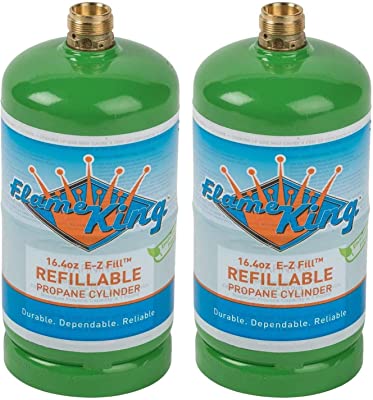 Flame King
16.4oz E-Z Fill™
REFILLABLE
PROPANE CYLINDER
Durable. Dependable. Reliable
Flame King
16.4oz E-Z Fill™
REFILLABLE
PROPANE CYLINDER
Durable. Dependable. Reliable